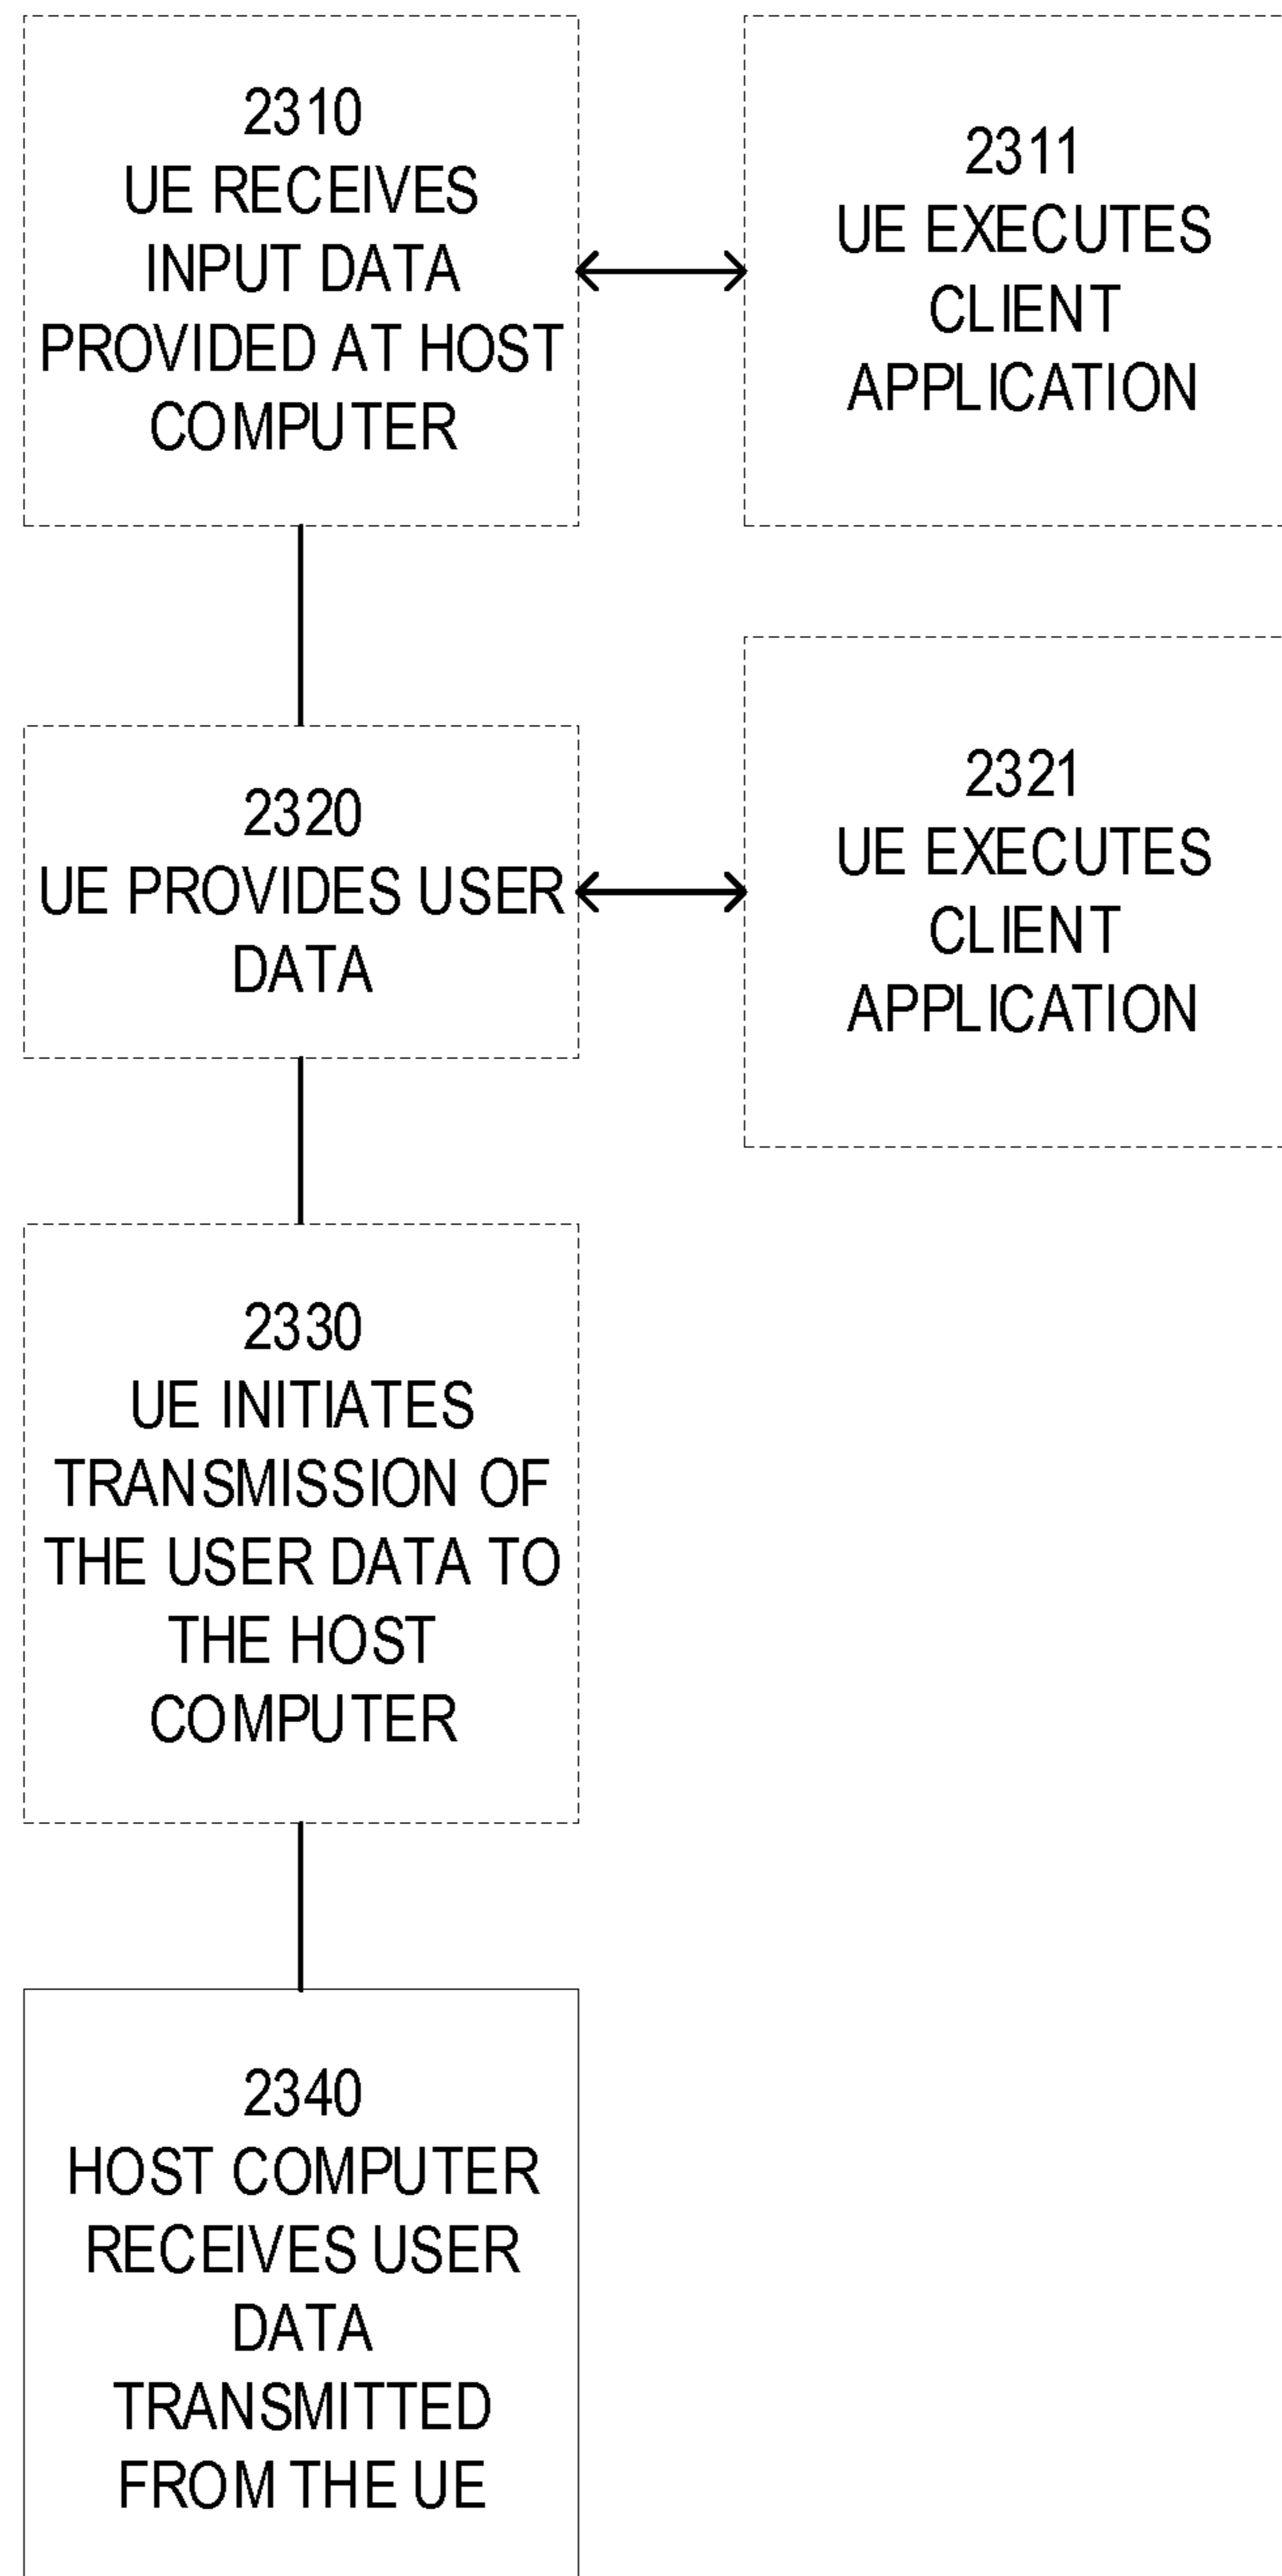 2310
UE RECEIVES
INPUT DATA
PROVIDED AT HOST
COMPUTER
2311
UE EXECUTES
CLIENT
APPLICATION
2320
UE PROVIDES USER
DATA
2321
UE EXECUTES
CLIENT
APPLICATION
2330
UE INITIATES
TRANSMISSION OF
THE USER DATA TO
THE HOST
COMPUTER
2340
HOST COMPUTER
RECEIVES USER
DATA
TRANSMITTED
FROM THE UE